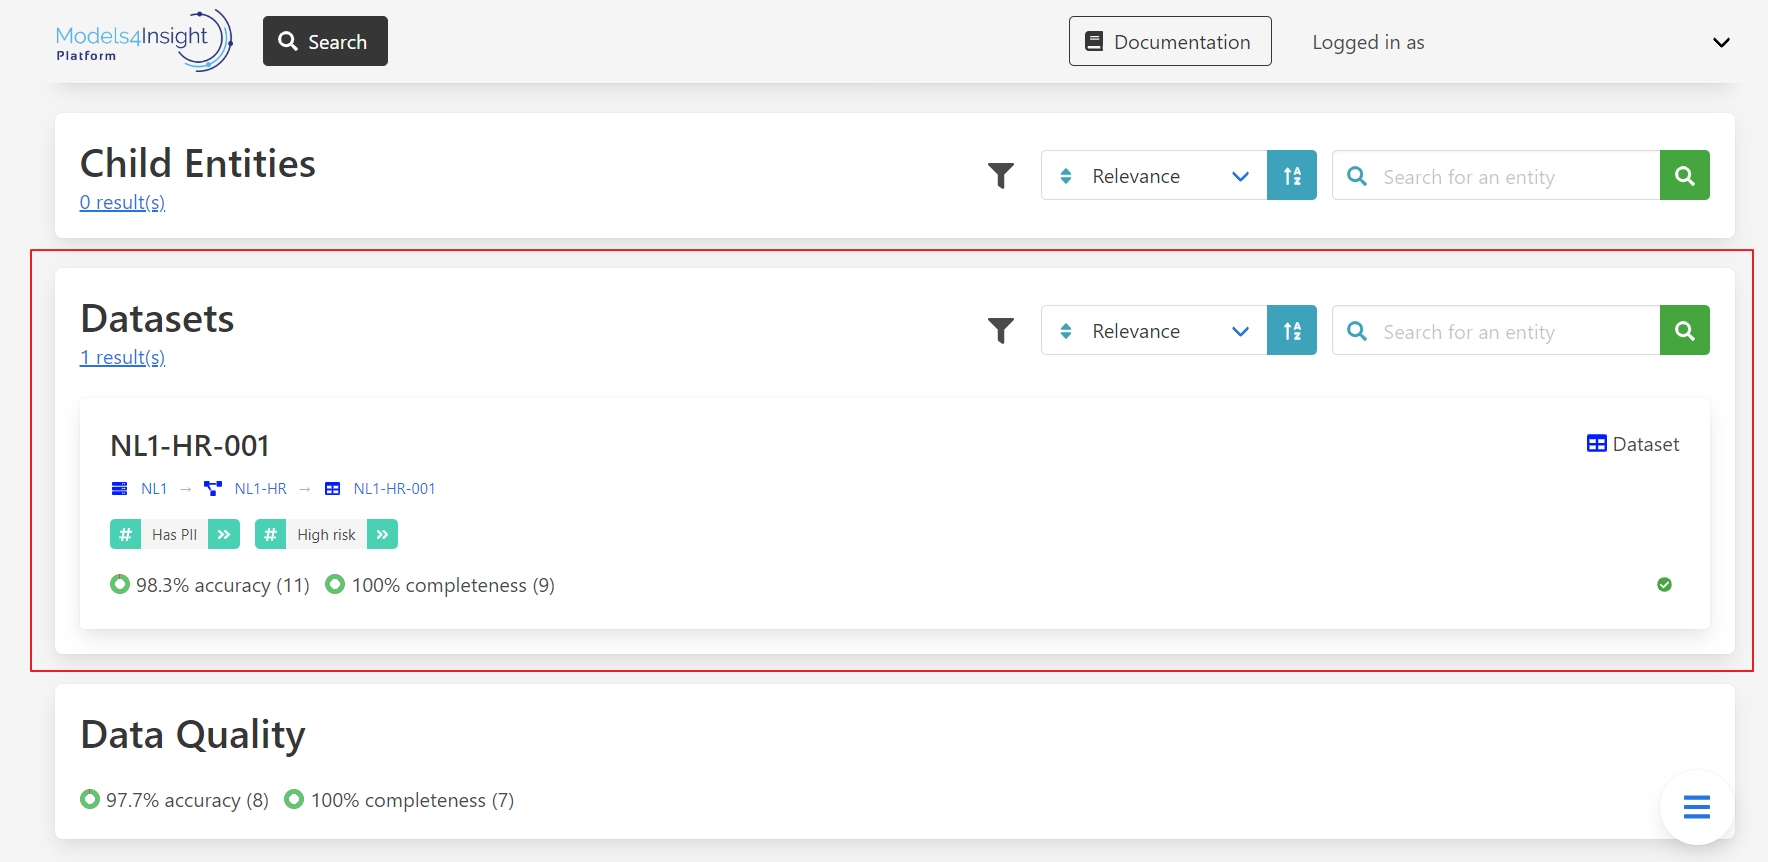 Models4Insight
Platform
Search
Documentation
Logged in as
Child Entities
0 result(s)
Relevance
Search for an entity
Datasets
1 result(s)
Relevance
Search for an entity
NL1-HR-001
Dataset
NL1 → NL1-HR → NL1-HR-001
# Has PII » # High risk »
98.3% accuracy (11) 100% completeness (9)
Data Quality
97.7% accuracy (8) 100% completeness (7)